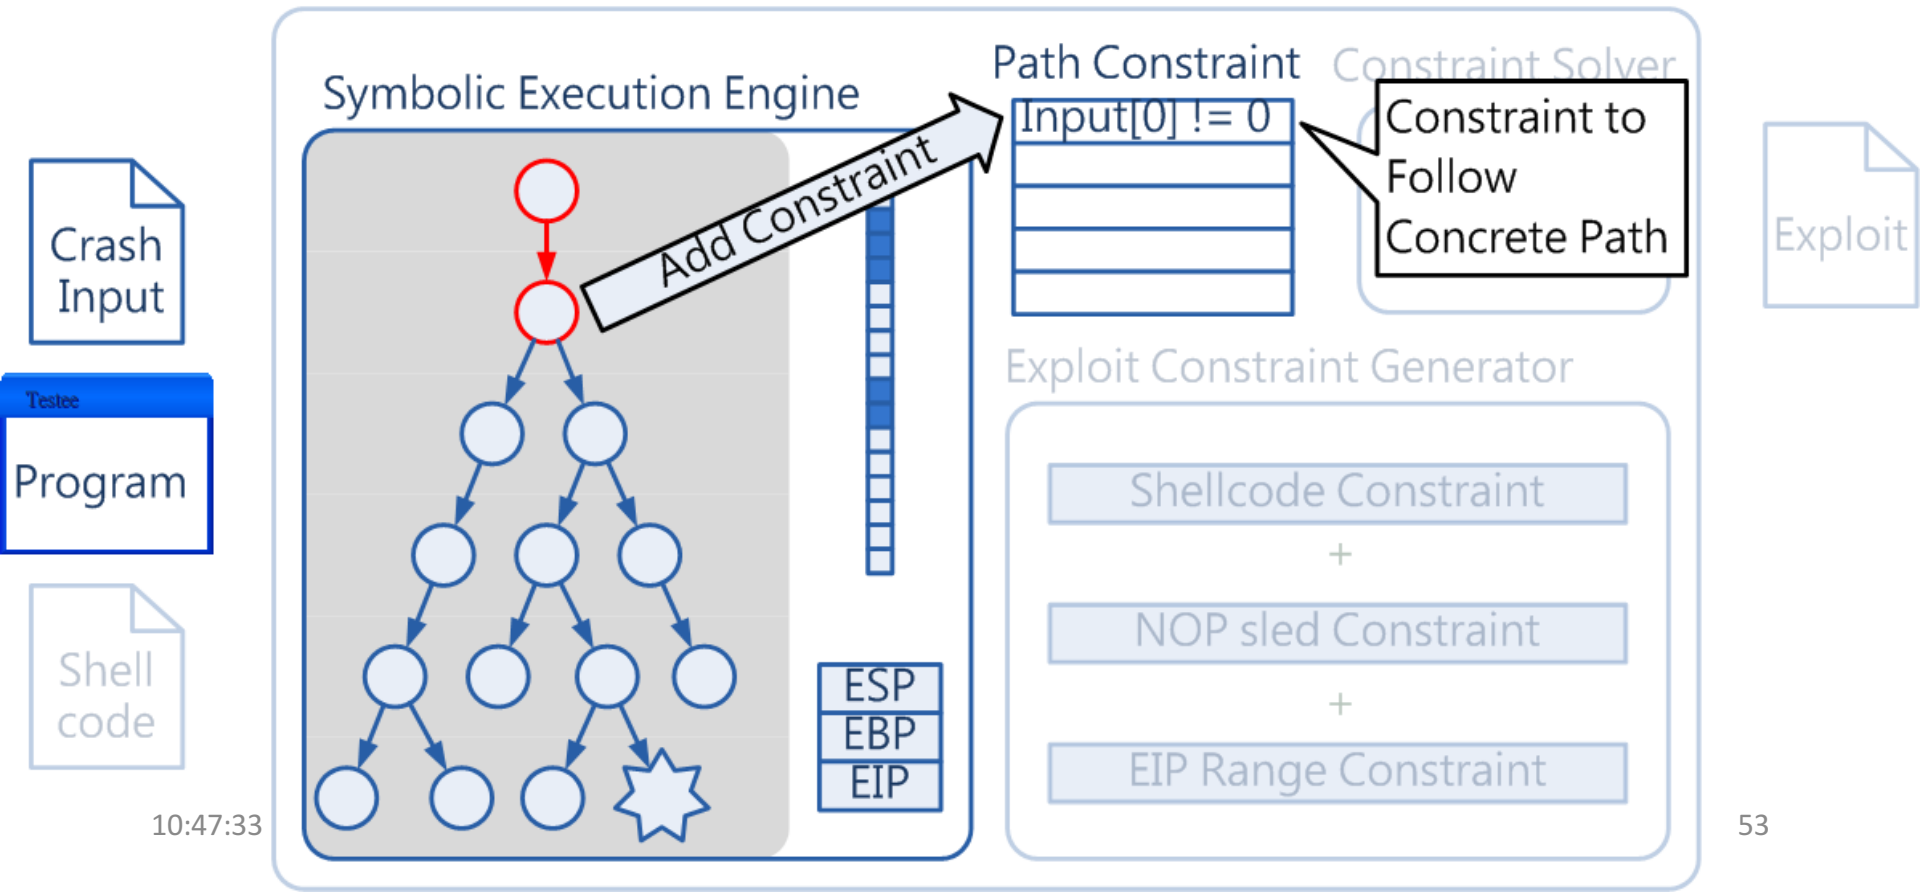 Symbolic Execution Engine
Path Constraint
Constraint Solver
Input[0] != 0
Constraint to
Follow
Concrete Path
Add Constraint
Crash
Input
Testee
Program
Shell
code
Exploit
Exploit Constraint Generator
Shellcode Constraint
+
NOP sled Constraint
+
EIP Range Constraint
ESP
EBP
EIP
10:47:33
53